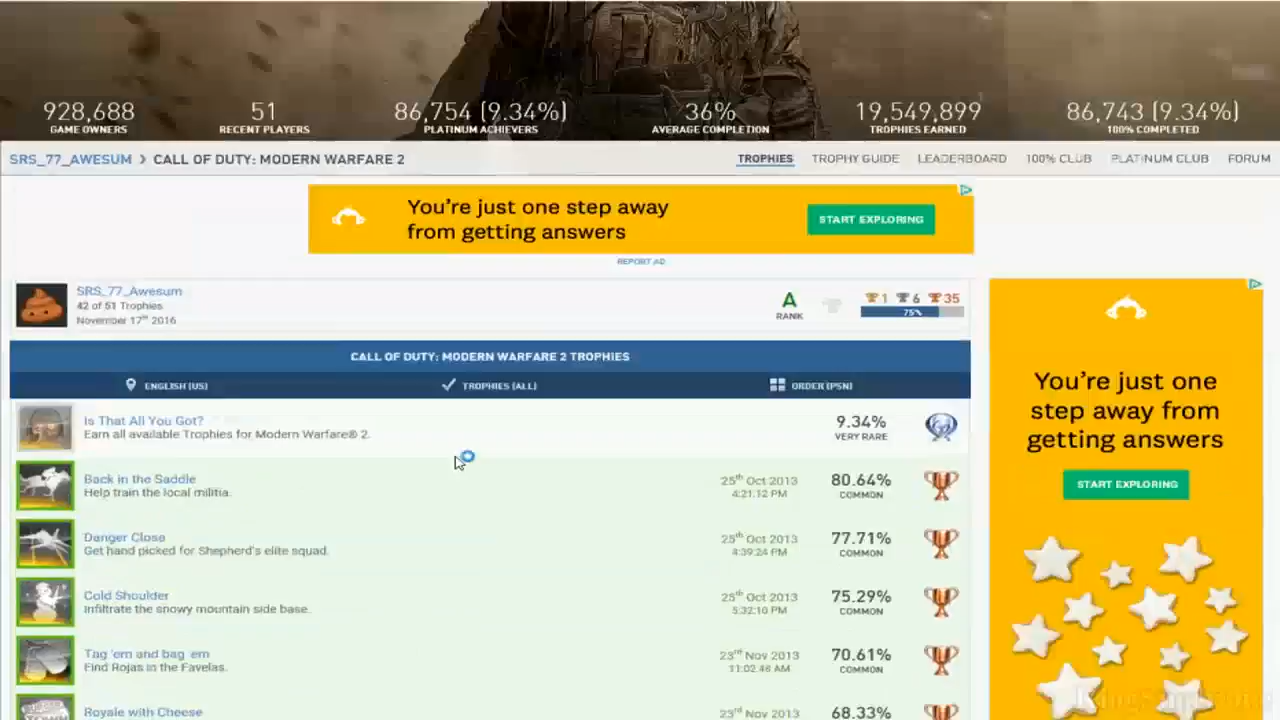 928,688 51 86,754 (9.34%) 36% 19,549,899 86,743 (9.34%)
GAME OWNERS RECENT PLAYERS PLATINUM ACHIEVERS AVERAGE COMPLETION TROPHIES EARNED 100% COMPLETED
SRS_77_AWESUM > CALL OF DUTY: MODERN WARFARE 2 TROPHIES TROPHY GUIDE LEADERBOARD 100% CLUB PLATINUM CLUB FORUM
You're just one step away
from getting answers
START EXPLORING
REPORT AD
SRS_77_Awesum
42 of 51 Trophies
November 17th 2016
A
RANK
1 6 35
75%
CALL OF DUTY: MODERN WARFARE 2 TROPHIES
ENGLISH (US) TROPHIES (ALL) ORDER (PSN)
Is That All You Got?
Earn all available Trophies for Modern Warfare® 2.
9.34%
VERY RARE
Back in the Saddle
Help train the local militia.
25th Oct 2013
4:21:12 PM
80.64%
COMMON
Danger Close
Get hand picked for Shepherd's elite squad.
25th Oct 2013
4:39:24 PM
77.71%
COMMON
Cold Shoulder
Infiltrate the snowy mountain side base.
25th Oct 2013
5:32:10 PM
75.29%
COMMON
Tag 'em and bag 'em
Find Rojas in the Favelas.
23rd Nov 2013
11:02:46 AM
70.61%
COMMON
Royale with Cheese
23rd Nov 2013
68.33%
You're just one
step away from
getting answers
START EXPLORING